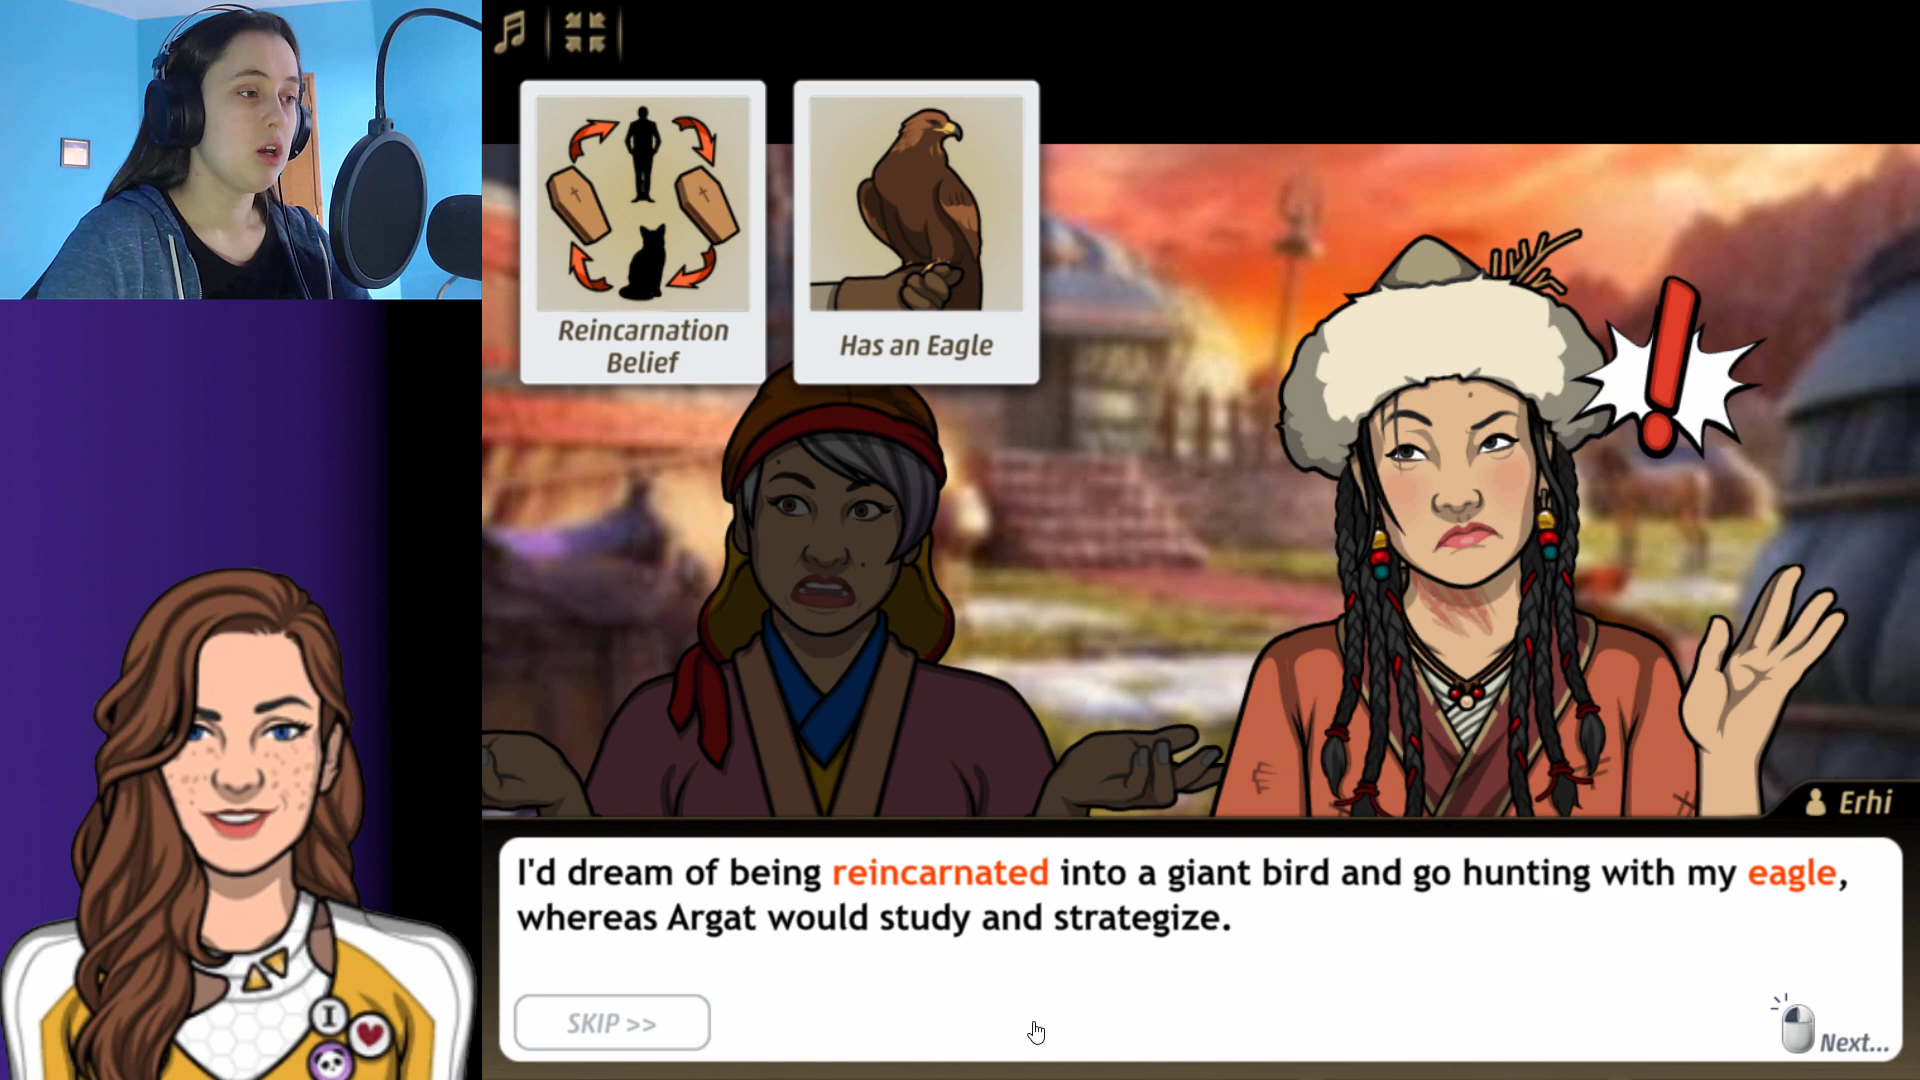 Reincarnation
Belief
Has an Eagle
Erhi
I'd dream of being reincarnated into a giant bird and go hunting with my eagle,
whereas Argat would study and strategize.
SKIP >>
Next...
I